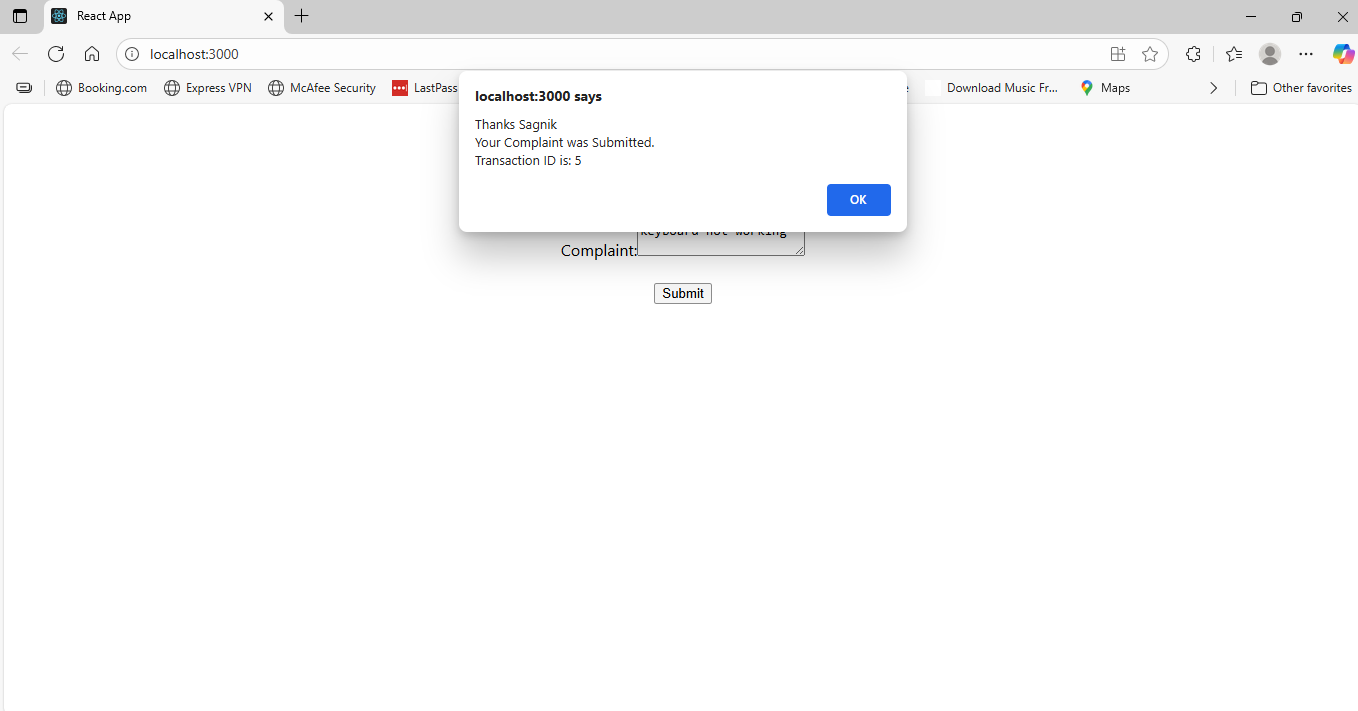 React App
localhost:3000
Booking.com
Express VPN
McAfee Security
LastPass
Download Music Fr...
Maps
Other favorites
localhost:3000 says
Thanks Sagnik
Your Complaint was Submitted.
Transaction ID is: 5
OK
keyboard not working
Complaint:
Submit